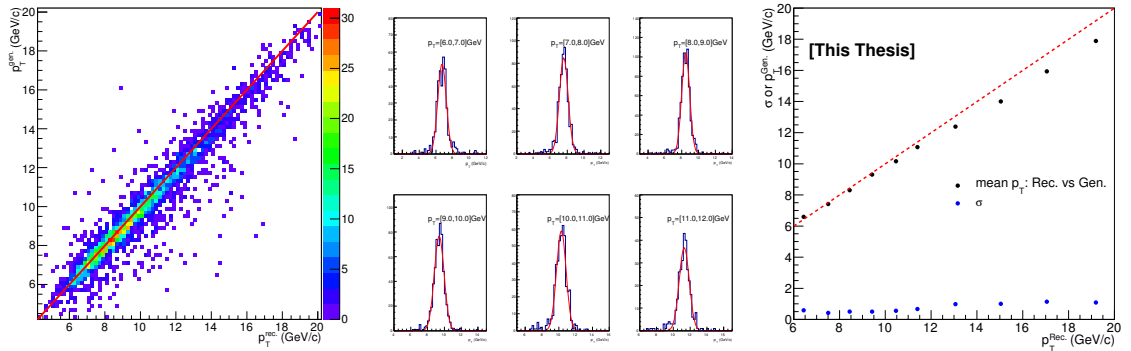 p_T^gen. (GeV/c)
20
18
16
14
12
10
8
6
6 8 10 12 14 16 18 20
p_T^rec. (GeV/c)
30
25
20
15
10
5
0
p_T=[6.0,7.0]GeV
p_T=[7.0,8.0]GeV
p_T=[8.0,9.0]GeV
p_T=[9.0,10.0]GeV
p_T=[10.0,11.0]GeV
p_T=[11.0,12.0]GeV
σ or p_T^Gen. (GeV/c)
20
18
16
14
12
10
8
6
4
2
0
[This Thesis]
mean p_T: Rec. vs Gen.
σ
6 8 10 12 14 16 18 20
p_T^Rec. (GeV/c)